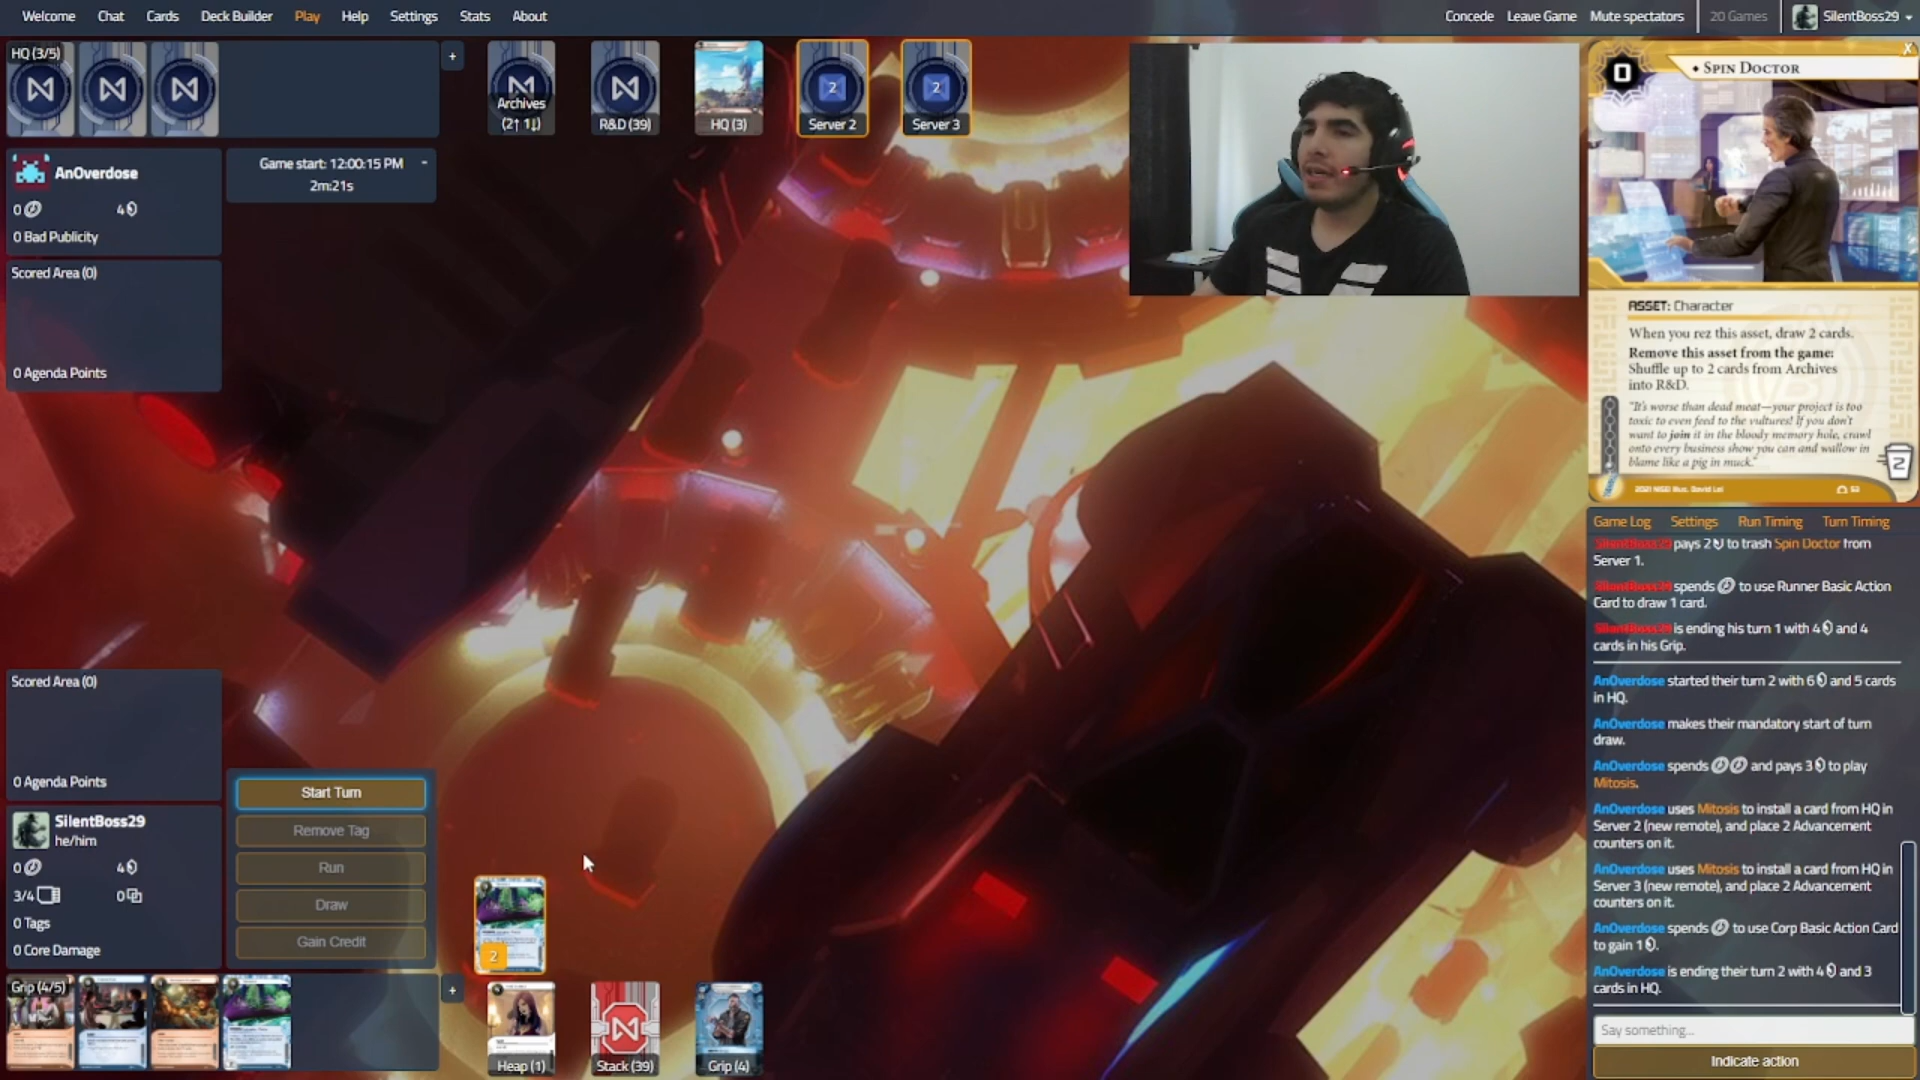 Welcome
Chat
Cards
Deck Builder
Play
Help
Settings
Stats
About
Concede
Leave Game
Mute spectators
20 Games
SilentBoss29
HQ (3/5)
+
Archives
(2↑ 1↓)
R&D (39)
HQ (3)
2
Server 2
2
Server 3
AnOverdose
0
4
0 Bad Publicity
Game start: 12:00:15 PM
-
2m:21s
Scored Area (0)
0 Agenda Points
Scored Area (0)
0 Agenda Points
SilentBoss29
he/him
0
4
3/4
0
0 Tags
0 Core Damage
Start Turn
Remove Tag
Run
Draw
Gain Credit
2
Grip (4/5)
+
Heap (1)
Stack (39)
Grip (4)
X
0
SPIN DOCTOR
ASSET: Character
When you rez this asset, draw 2 cards.
Remove this asset from the game:
Shuffle up to 2 cards from Archives
into R&D.
"It's worse than dead meat—your project is too
toxic to even feed to the vultures! If you don't
want to join it in the bloody memory hole, crawl
onto every business show you can and wallow in
blame like a pig in muck."
2
Game Log
Settings
Run Timing
Turn Timing
SilentBoss29 pays 2 to trash Spin Doctor from
Server 1.
SilentBoss29 spends to use Runner Basic Action
Card to draw 1 card.
SilentBoss29 is ending his turn 1 with 4 and 4
cards in his Grip.
AnOverdose started their turn 2 with 6 and 5 cards
in HQ.
AnOverdose makes their mandatory start of turn
draw.
AnOverdose spends and pays 3 to play
Mitosis.
AnOverdose uses Mitosis to install a card from HQ in
Server 2 (new remote), and place 2 Advancement
counters on it.
AnOverdose uses Mitosis to install a card from HQ in
Server 3 (new remote), and place 2 Advancement
counters on it.
AnOverdose spends to use Corp Basic Action Card
to gain 1.
AnOverdose is ending their turn 2 with 4 and 3
cards in HQ.
Say something...
Indicate action